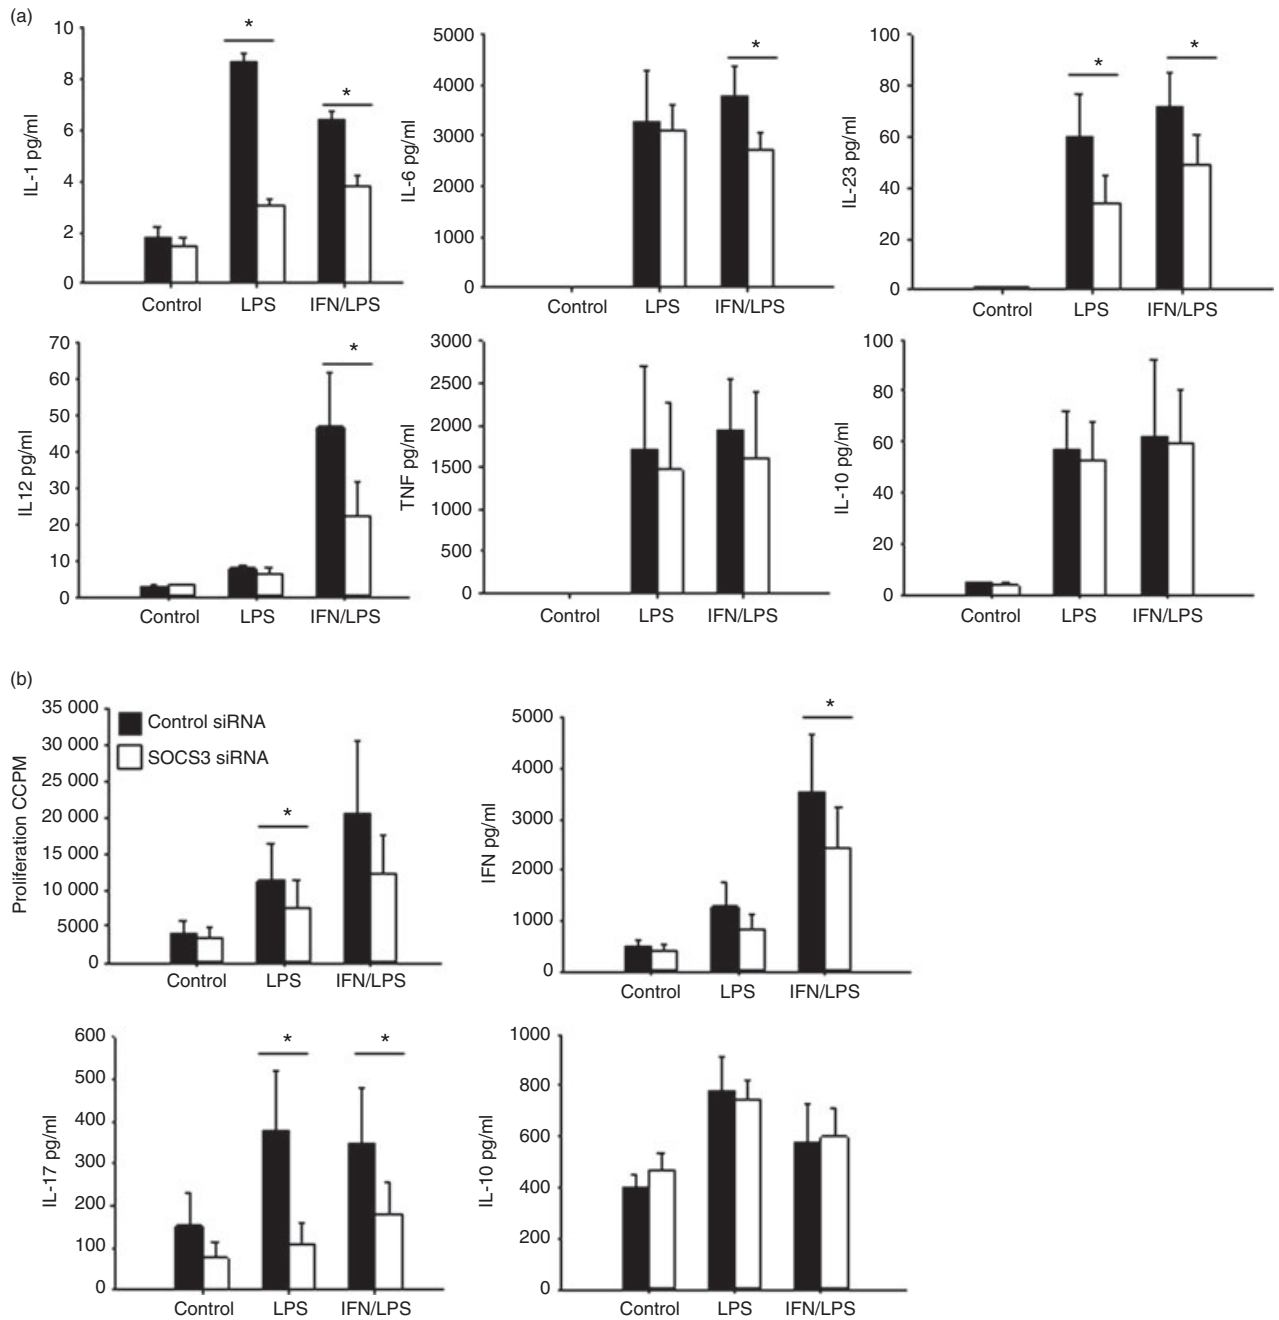 (a)
10
8
6
4
2
0
IL-1 pg/ml
*
*
Control
LPS
IFN/LPS
5000
4000
3000
2000
1000
0
IL-6 pg/ml
*
Control
LPS
IFN/LPS
100
80
60
40
20
0
IL-23 pg/ml
*
*
Control
LPS
IFN/LPS
70
60
50
40
30
20
10
0
IL12 pg/ml
*
Control
LPS
IFN/LPS
3000
2500
2000
1500
1000
500
0
TNF pg/ml
Control
LPS
IFN/LPS
100
80
60
40
20
0
IL-10 pg/ml
Control
LPS
IFN/LPS
(b)
35 000
30 000
25 000
20 000
15 000
10 000
5000
0
Proliferation CCPM
Control siRNA
SOCS3 siRNA
*
Control
LPS
IFN/LPS
5000
4000
3000
2000
1000
0
IFN pg/ml
*
Control
LPS
IFN/LPS
600
500
400
300
200
100
0
IL-17 pg/ml
*
*
Control
LPS
IFN/LPS
1000
800
600
400
200
0
IL-10 pg/ml
Control
LPS
IFN/LPS